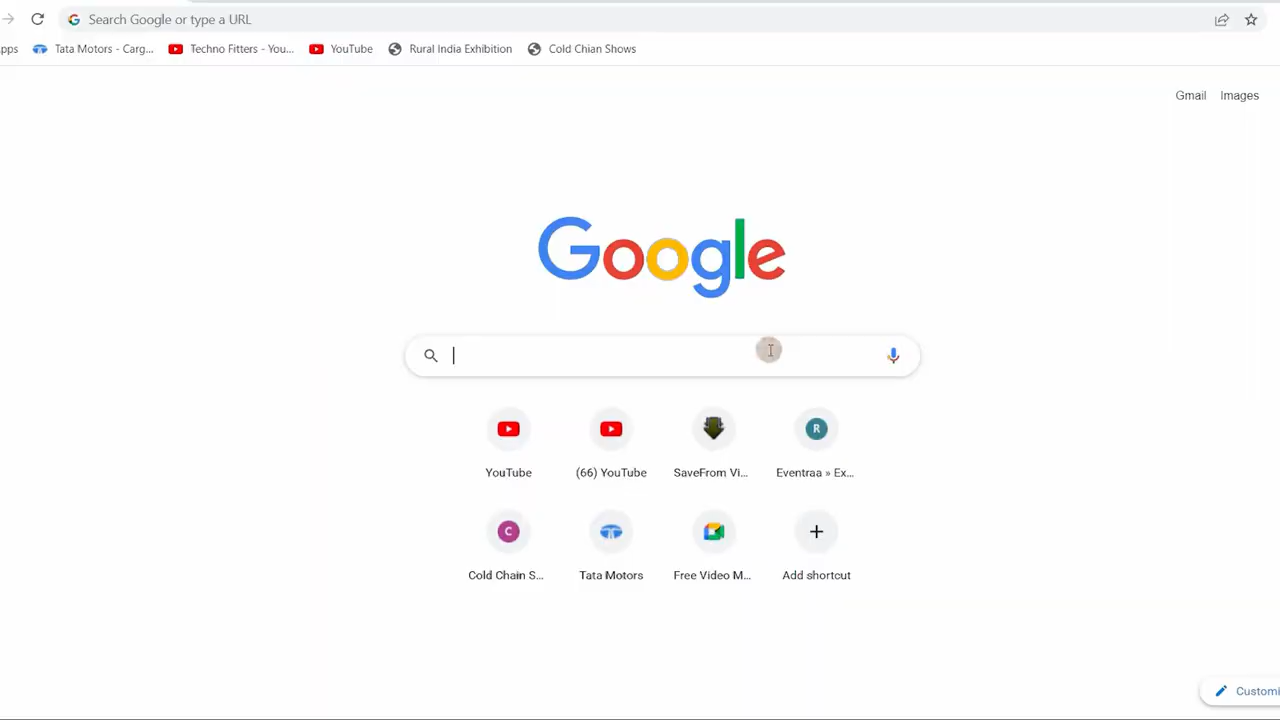 Search Google or type a URL
pps Tata Motors - Carg... Techno Fitters - You... YouTube Rural India Exhibition Cold Chian Shows
Gmail Images
Google
YouTube (66) YouTube SaveFrom Vi... R Eventraa » Ex...
C Cold Chain S... Tata Motors Free Video M... Add shortcut
Customi